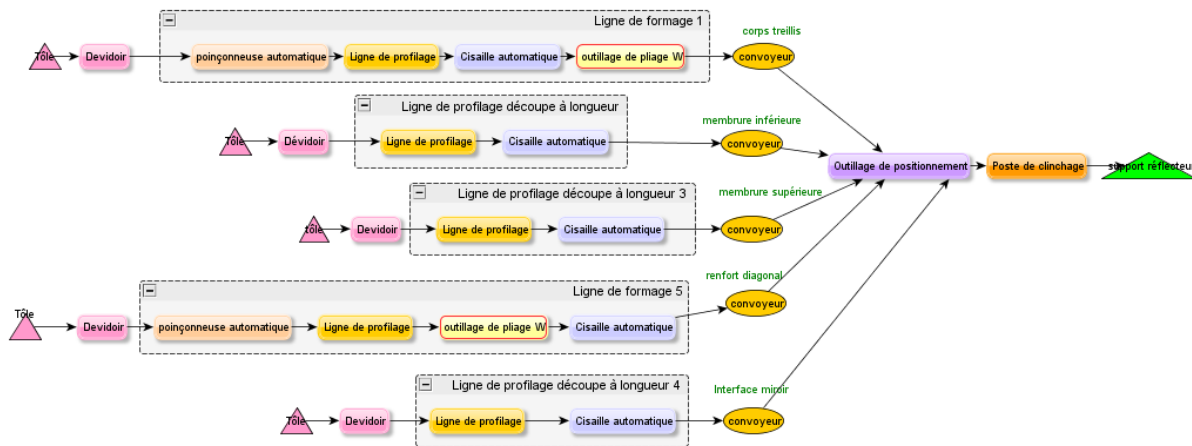 Ligne de formage 1
corps treillis
Tôle
Devidoir
poinçonneuse automatique
Ligne de profilage
Cisaille automatique
outillage de pliage W
convoyeur
Ligne de profilage découpe à longueur
membrure inférieure
Tôle
Dévidoir
Ligne de profilage
Cisaille automatique
convoyeur
Outillage de positionnement
Poste de clinchage
support réflecteu
Ligne de profilage découpe à longueur 3
membrure supérieure
tôle
Devidoir
Ligne de profilage
Cisaille automatique
convoyeur
Ligne de formage 5
renfort diagonal
Tôle
Devidoir
poinçonneuse automatique
Ligne de profilage
outillage de pliage W
Cisaille automatique
convoyeur
Ligne de profilage découpe à longueur 4
Interface miroir
Tôle
Devidoir
Ligne de profilage
Cisaille automatique
convoyeur